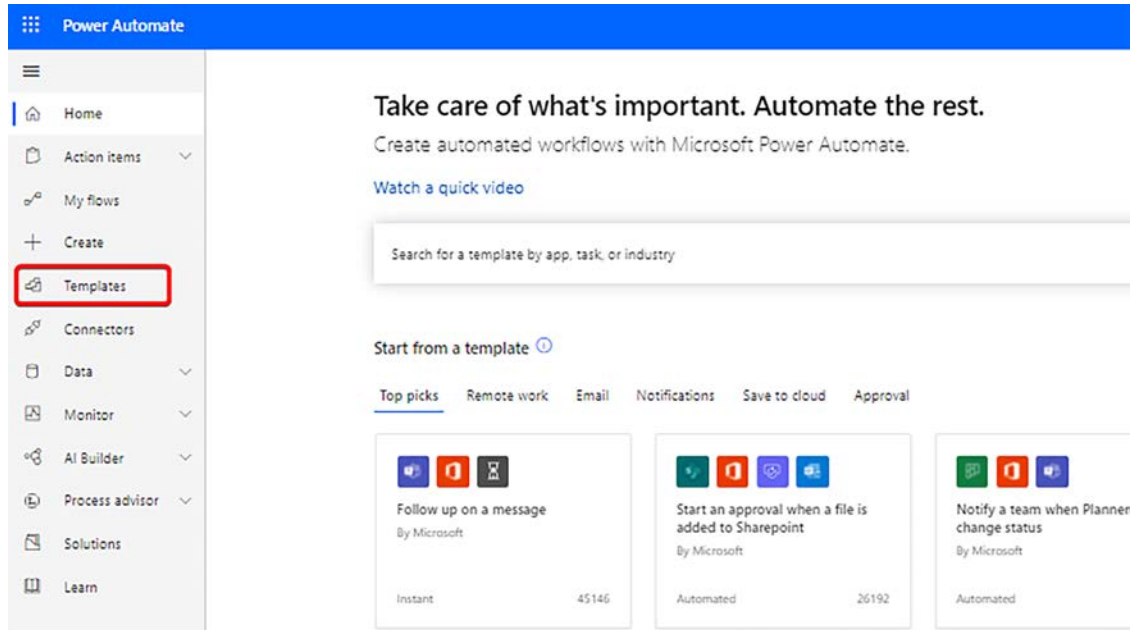 Power Automate
Home
Action items
My flows
Create
Templates
Connectors
Data
Monitor
AI Builder
Process advisor
Solutions
Learn
Take care of what's important. Automate the rest.
Create automated workflows with Microsoft Power Automate.
Watch a quick video
Search for a template by app, task, or industry
Start from a template
Top picks Remote work Email Notifications Save to cloud Approval
Follow up on a message
By Microsoft
Instant 45146
Start an approval when a file is
added to Sharepoint
By Microsoft
Automated 26192
Notify a team when Planner
change status
By Microsoft
Automated